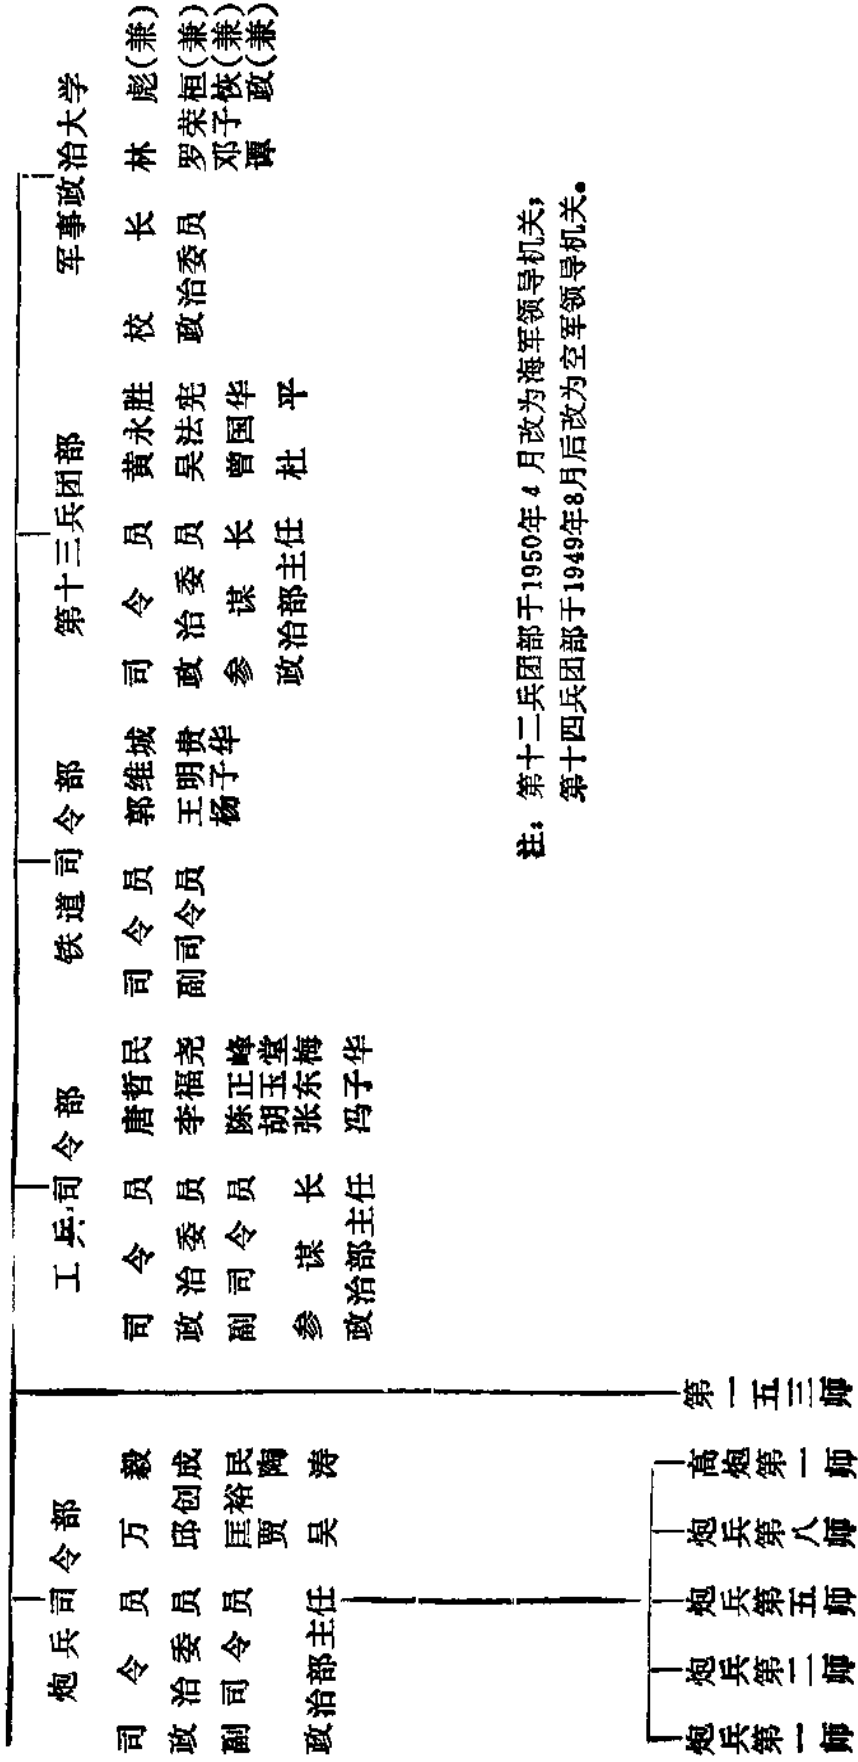 炮兵司令部
司令员 万毅
政治委员 邱创成
副司令员 匡裕民
贾陶
政治部主任 吴涛
炮兵第一师
炮兵第二师
炮兵第五师
炮兵第八师
高炮第一师
第一五三师
工兵司令部
司令员 唐哲民
政治委员 李福尧
副司令员 陈正峰
胡玉堂
参谋长 张东梅
政治部主任 冯子华
铁道司令部
司令员 郭维城
副司令员 王明贵
杨子华
第十三兵团部
司令员 黄永胜
政治委员 吴法宪
参谋长 曾国华
政治部主任 杜平
军事政治大学
校长 林彪(兼)
政治委员 罗荣桓(兼)
邓子恢(兼)
谭政(兼)
注：第十二兵团部于1950年4月改为海军领导机关；
第十四兵团部于1949年8月后改为空军领导机关。